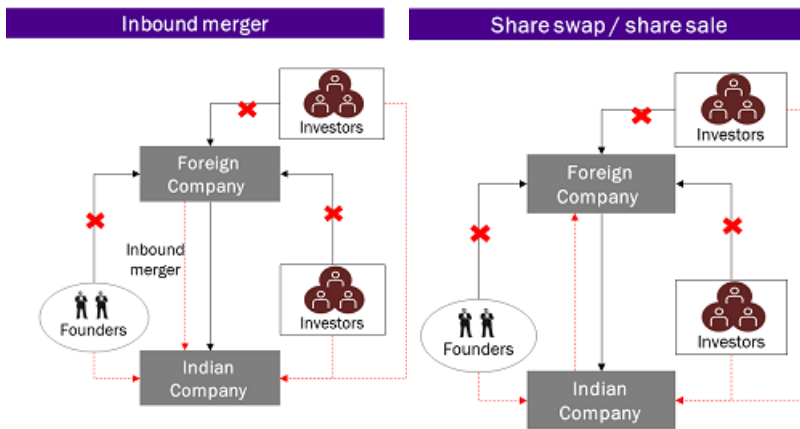 Inbound merger
Investors
Foreign
Company
Inbound
merger
Founders
Investors
Indian
Company
Share swap / share sale
Investors
Foreign
Company
Founders
Investors
Indian
Company